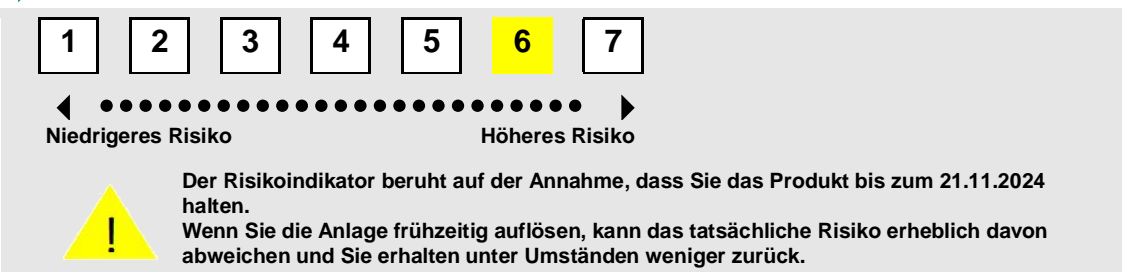 1 2 3 4 5 6 7
Niedrigeres Risiko Höheres Risiko
Der Risikoindikator beruht auf der Annahme, dass Sie das Produkt bis zum 21.11.2024
halten.
Wenn Sie die Anlage frühzeitig auflösen, kann das tatsächliche Risiko erheblich davon
abweichen und Sie erhalten unter Umständen weniger zurück.
!